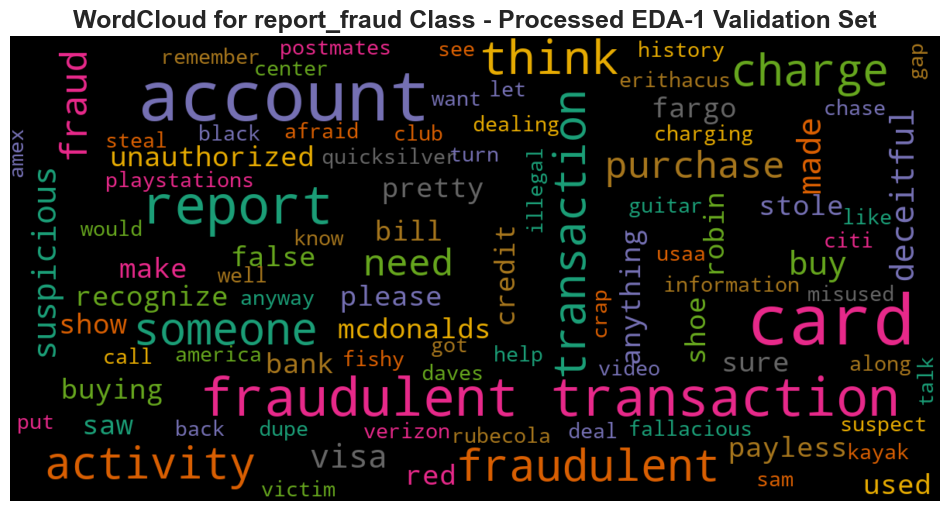 WordCloud for report_fraud Class - Processed EDA-1 Validation Set
remember postmates see think history gap
center erithacus charge
fraud account want let fargo chase
steal black afraid club dealing charging
amex unauthorized quicksilver turn illegal transaction purchase made deceitful
playstations pretty guitar stole like
suspicious report would know bill robin citi
false need anything usaa buy
make well credit information misused
recognize anyway please crap shoe card
show someone mcdonalds
call america bank fishy got help video sure along talk
buying daves
fraudulent transaction
put saw back dupe verizon rubecola deal fallacious suspect
activity visa red fraudulent payless kayak
victim sam used